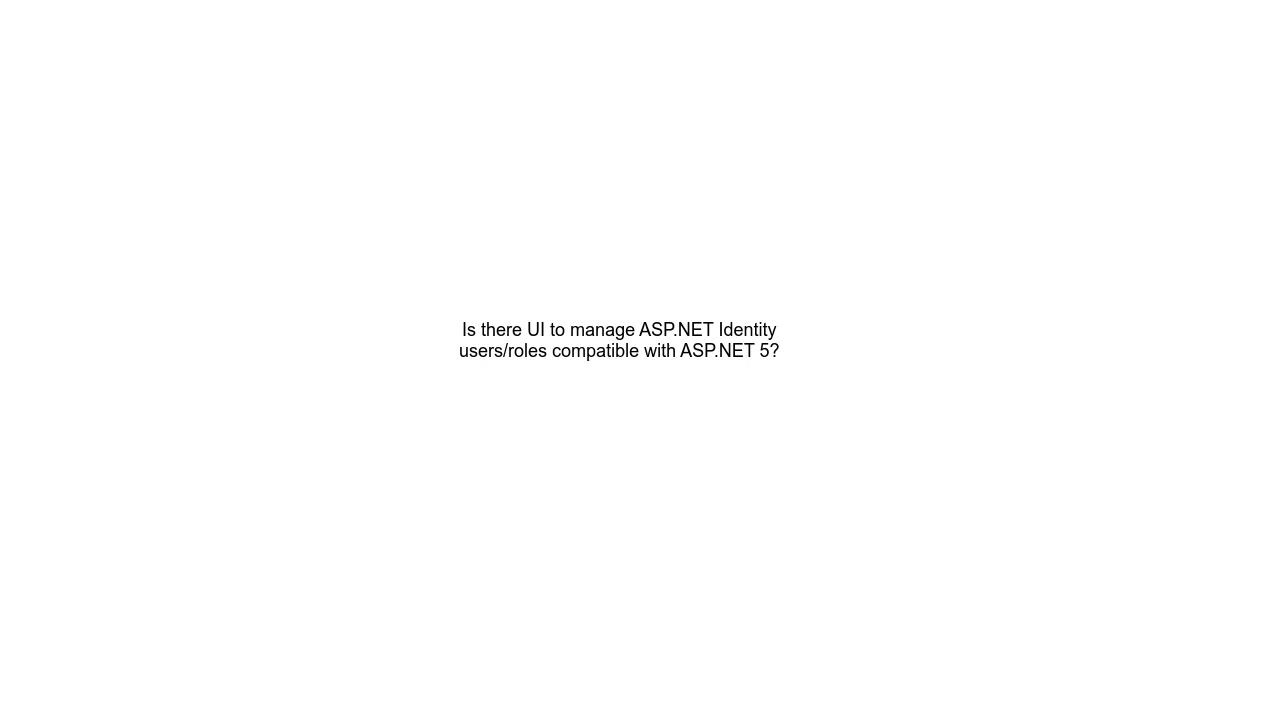 Is there UI to manage ASP.NET Identity
users/roles compatible with ASP.NET 5?